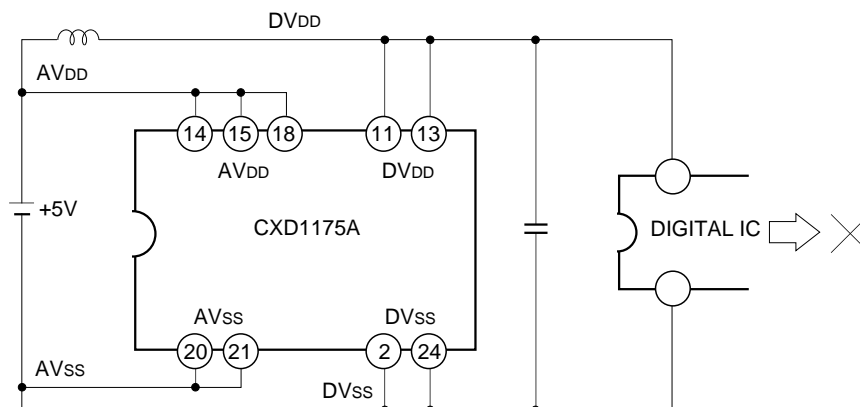 DVDD
AVDD
14 15 18 11 13
AVDD DVDD
+5V
CXD1175A
DIGITAL IC
AVSS DVSS
20 21 2 24
AVSS
DVSS